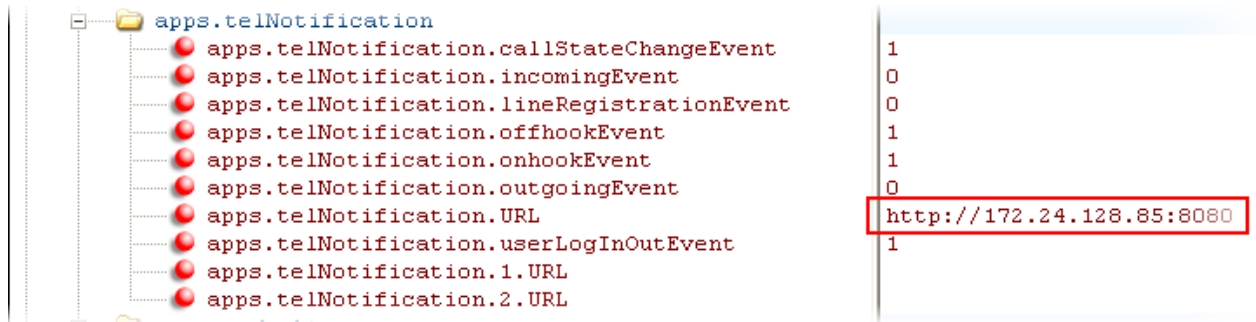 apps.telNotification
apps.telNotification.callStateChangeEvent 1
apps.telNotification.incomingEvent 0
apps.telNotification.lineRegistrationEvent 0
apps.telNotification.offhookEvent 1
apps.telNotification.onhookEvent 1
apps.telNotification.outgoingEvent 0
apps.telNotification.URL http://172.24.128.85:8080
apps.telNotification.userLogInOutEvent 1
apps.telNotification.1.URL
apps.telNotification.2.URL